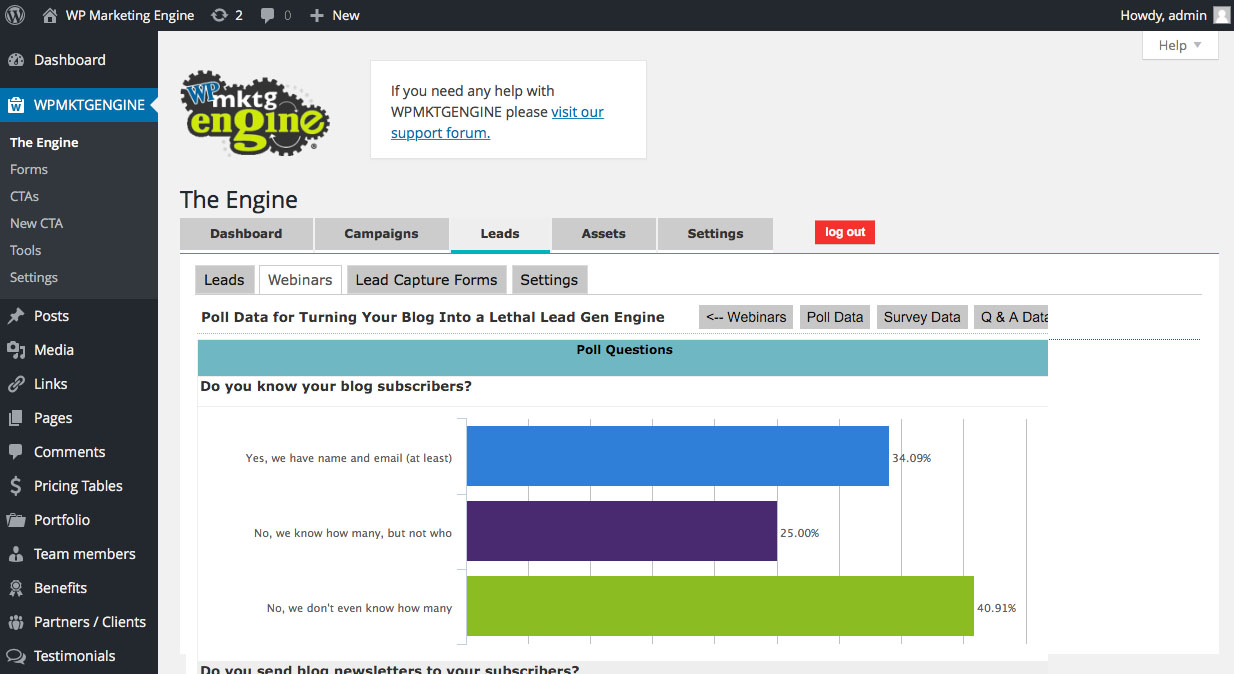 WP Marketing Engine 2 0 New Howdy, admin
Help
Dashboard
WPMKTGENGINE
The Engine
Forms
CTAs
New CTA
Tools
Settings
Posts
Media
Links
Pages
Comments
Pricing Tables
Portfolio
Team members
Benefits
Partners / Clients
Testimonials
WP
mktg
engine
If you need any help with
WPMKTGENGINE please visit our
support forum.
The Engine
Dashboard Campaigns Leads Assets Settings log out
Leads Webinars Lead Capture Forms Settings
Poll Data for Turning Your Blog Into a Lethal Lead Gen Engine <-- Webinars Poll Data Survey Data Q & A Data
Poll Questions
Do you know your blog subscribers?
Yes, we have name and email (at least) 34.09%
No, we know how many, but not who 25.00%
No, we don't even know how many 40.91%
Do you send blog newsletters to your subscribers?